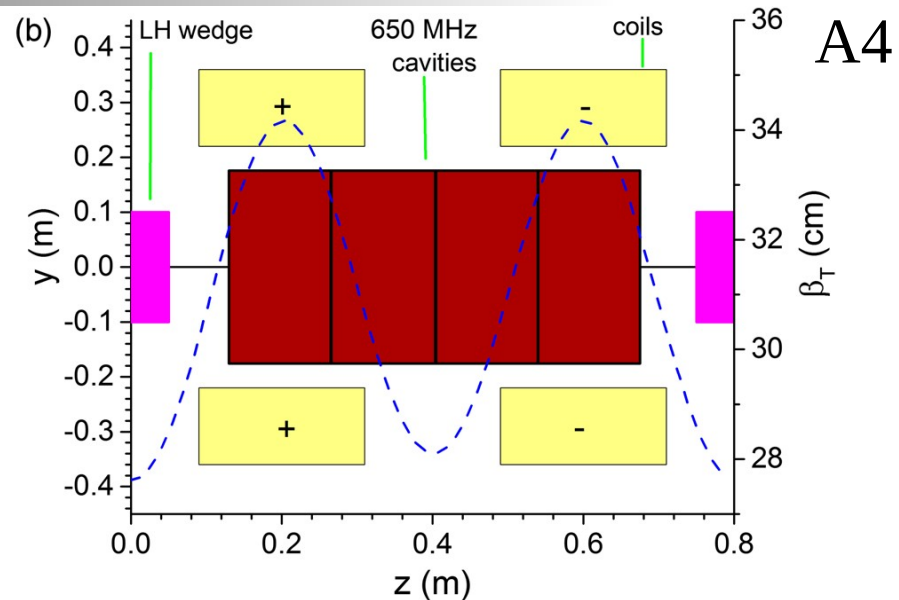 (b)
LH wedge
650 MHz
cavities
coils
A4
0.4
0.3
0.2
0.1
0.0
-0.1
-0.2
-0.3
-0.4
y (m)
+
-
+
-
36
34
32
30
28
βT (cm)
0.0
0.2
0.4
0.6
0.8
z (m)